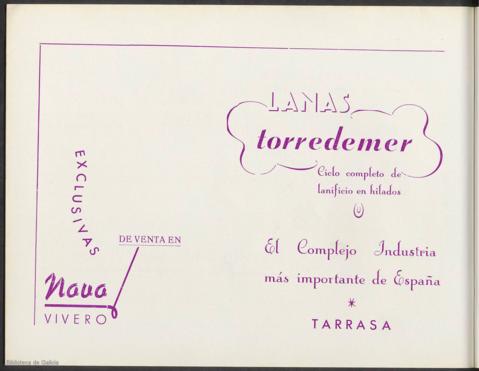 LANAS
torredemer
Ciclo completo de
lanificio en hilados
El Complejo Industria
más importante de España
*
TARRASA
EXCLUSIVAS
DE VENTA EN
Nova
VIVERO
Biblioteca de Galicia